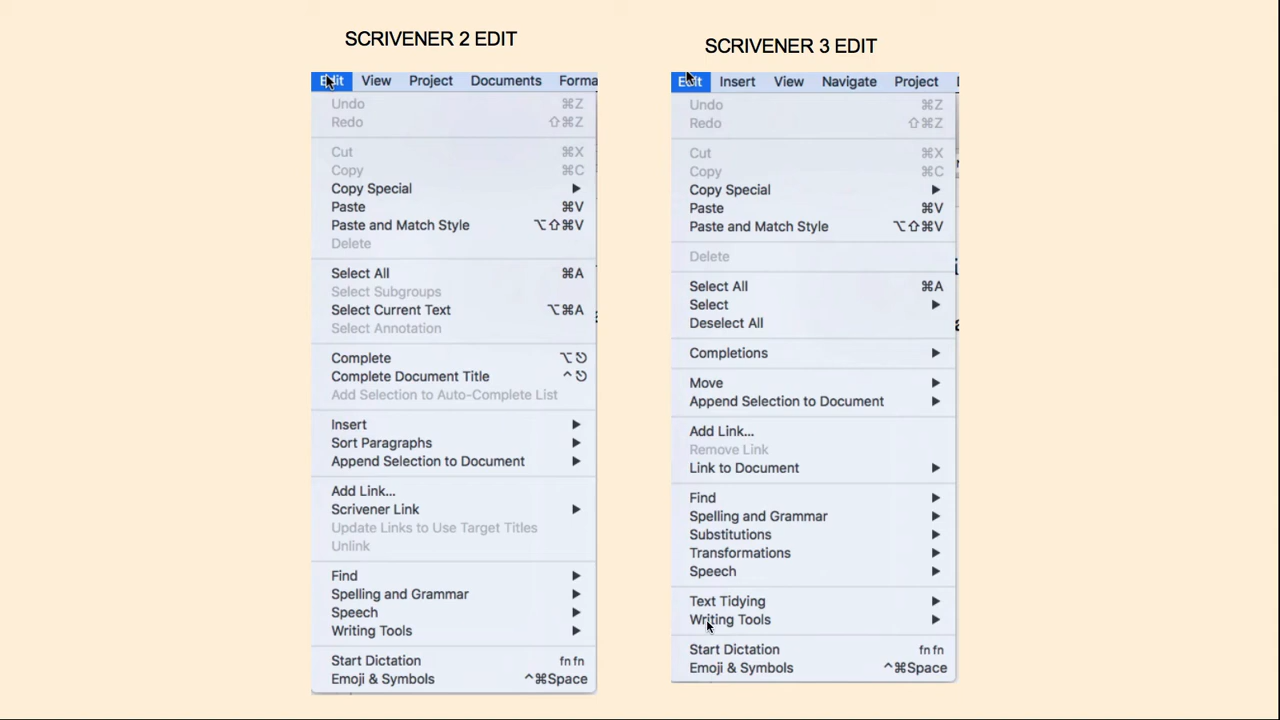 SCRIVENER 2 EDIT
Edit View Project Documents Forma
Undo ⌘Z
Redo ⇧⌘Z
Cut ⌘X
Copy ⌘C
Copy Special ▶
Paste ⌘V
Paste and Match Style ⌥⇧⌘V
Delete
Select All ⌘A
Select Subgroups
Select Current Text ⌥⌘A
Select Annotation
Complete ⌥⎋
Complete Document Title ^⎋
Add Selection to Auto-Complete List
Insert ▶
Sort Paragraphs ▶
Append Selection to Document ▶
Add Link...
Scrivener Link ▶
Update Links to Use Target Titles
Unlink
Find ▶
Spelling and Grammar ▶
Speech ▶
Writing Tools ▶
Start Dictation fn fn
Emoji & Symbols ^⌘Space
SCRIVENER 3 EDIT
Edit Insert View Navigate Project
Undo ⌘Z
Redo ⇧⌘Z
Cut ⌘X
Copy ⌘C
Copy Special ▶
Paste ⌘V
Paste and Match Style ⌥⇧⌘V
Delete
Select All ⌘A
Select ▶
Deselect All
Completions ▶
Move ▶
Append Selection to Document ▶
Add Link...
Remove Link
Link to Document ▶
Find ▶
Spelling and Grammar ▶
Substitutions ▶
Transformations ▶
Speech ▶
Text Tidying ▶
Writing Tools ▶
Start Dictation fn fn
Emoji & Symbols ^⌘Space